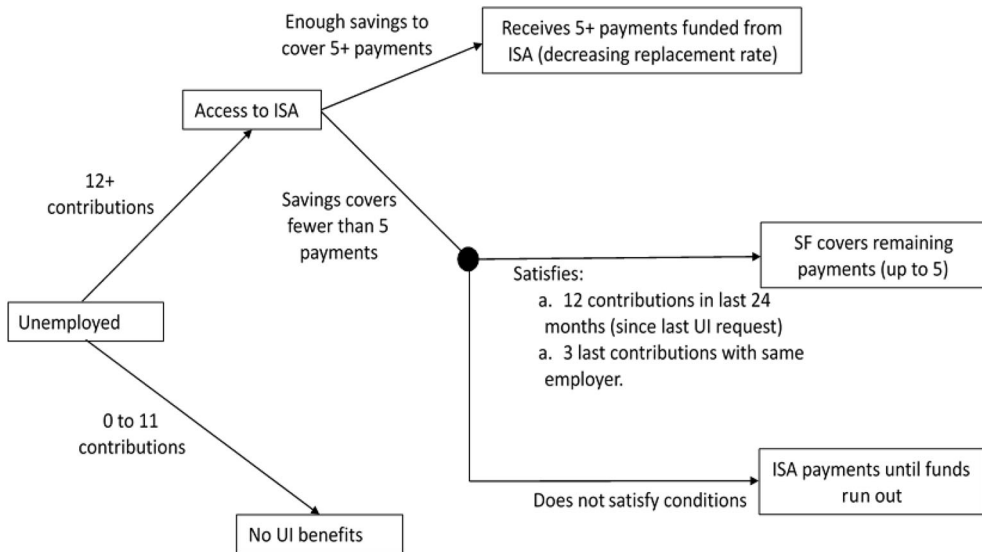 Enough savings to
cover 5+ payments
Receives 5+ payments funded from
ISA (decreasing replacement rate)
Access to ISA
12+
contributions
Savings covers
fewer than 5
payments
SF covers remaining
payments (up to 5)
Satisfies:
a. 12 contributions in last 24
months (since last UI request)
a. 3 last contributions with same
employer.
Unemployed
0 to 11
contributions
ISA payments until funds
run out
Does not satisfy conditions
No UI benefits